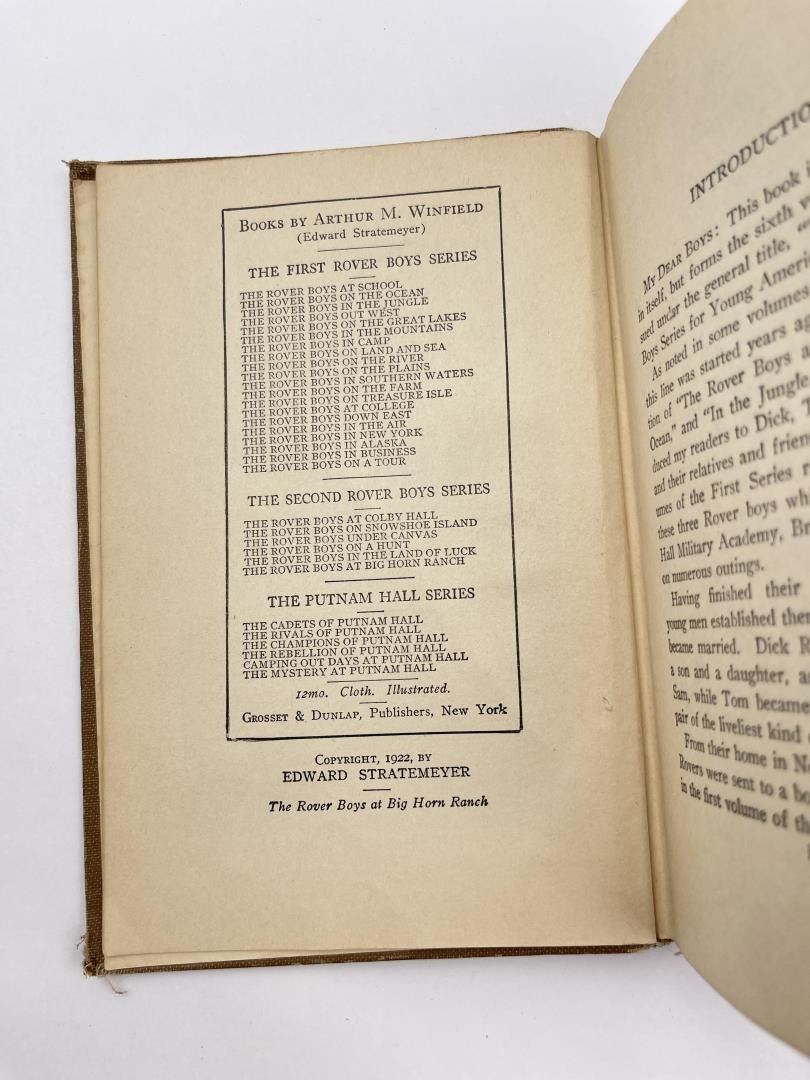 Books by Arthur M. Winfield
(Edward Stratemeyer)
THE FIRST ROVER BOYS SERIES
THE ROVER BOYS AT SCHOOL
THE ROVER BOYS ON THE OCEAN
THE ROVER BOYS IN THE JUNGLE
THE ROVER BOYS OUT WEST
THE ROVER BOYS ON THE GREAT LAKES
THE ROVER BOYS IN THE MOUNTAINS
THE ROVER BOYS IN CAMP
THE ROVER BOYS ON LAND AND SEA
THE ROVER BOYS ON THE RIVER
THE ROVER BOYS ON THE PLAINS
THE ROVER BOYS IN SOUTHERN WATERS
THE ROVER BOYS ON THE FARM
THE ROVER BOYS ON TREASURE ISLE
THE ROVER BOYS AT COLLEGE
THE ROVER BOYS DOWN EAST
THE ROVER BOYS IN THE AIR
THE ROVER BOYS IN NEW YORK
THE ROVER BOYS IN ALASKA
THE ROVER BOYS IN BUSINESS
THE ROVER BOYS ON A TOUR
THE SECOND ROVER BOYS SERIES
THE ROVER BOYS AT COLBY HALL
THE ROVER BOYS ON SNOWSHOE ISLAND
THE ROVER BOYS UNDER CANVAS
THE ROVER BOYS ON A HUNT
THE ROVER BOYS IN THE LAND OF LUCK
THE ROVER BOYS AT BIG HORN RANCH
THE PUTNAM HALL SERIES
THE CADETS OF PUTNAM HALL
THE RIVALS OF PUTNAM HALL
THE CHAMPIONS OF PUTNAM HALL
THE REBELLION OF PUTNAM HALL
CAMPING OUT DAYS AT PUTNAM HALL
THE MYSTERY AT PUTNAM HALL
12mo. Cloth. Illustrated.
Grosset & Dunlap, Publishers, New York
Copyright, 1922, by
EDWARD STRATEMEYER
The Rover Boys at Big Horn Ranch
INTRODUCTIO
My Dear Boys: This book i
in itself, but forms the sixth v
sued under the general title, "
Boys Series for Young Americ
As noted in some volumes
this line was started years ag
tion of "The Rover Boys a
Ocean," and "In the Jungle
duced my readers to Dick, T
and their relatives and frien
umes of the First Series r
these three Rover boys wh
Hall Military Academy, Br
on numerous outings.
Having finished their
young men established them
became married. Dick R
a son and a daughter, as
Sam, while Tom became
pair of the liveliest kind
From their home in Ne
Rovers were sent to a bo
in the first volume of th